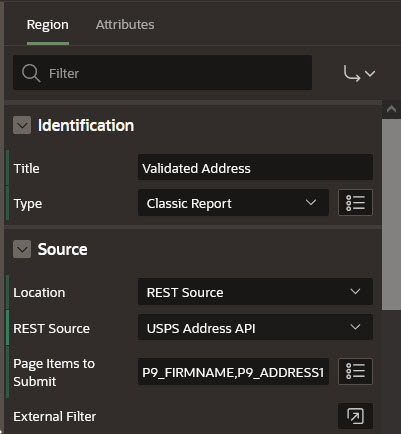 Region Attributes
Filter
Identification
Title Validated Address
Type Classic Report
Source
Location REST Source
REST Source USPS Address API
Page Items to
Submit P9_FIRMNAME,P9_ADDRESS1
External Filter